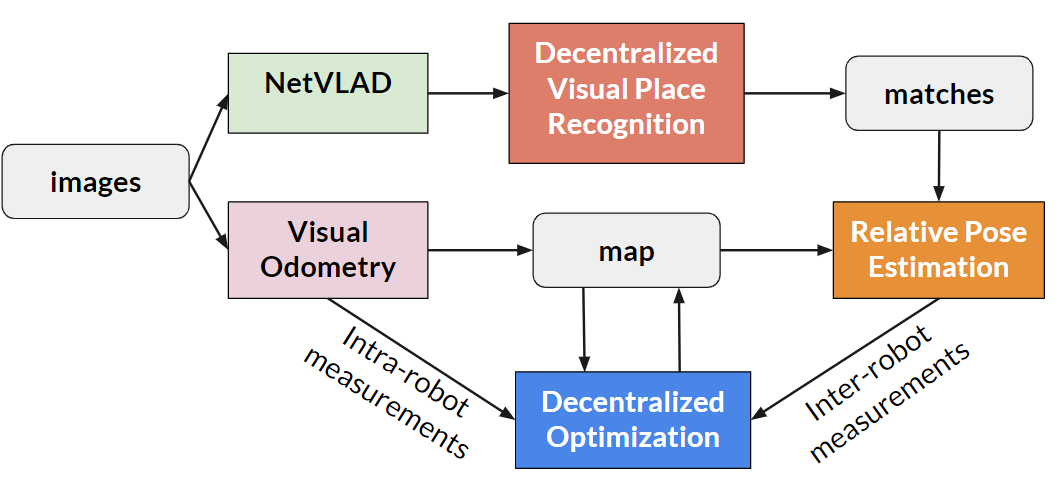 NetVLAD
Decentralized
Visual Place
Recognition
matches
images
Visual
Odometry
map
Relative Pose
Estimation
Intra-robot
measurements
Decentralized
Optimization
Inter-robot
measurements